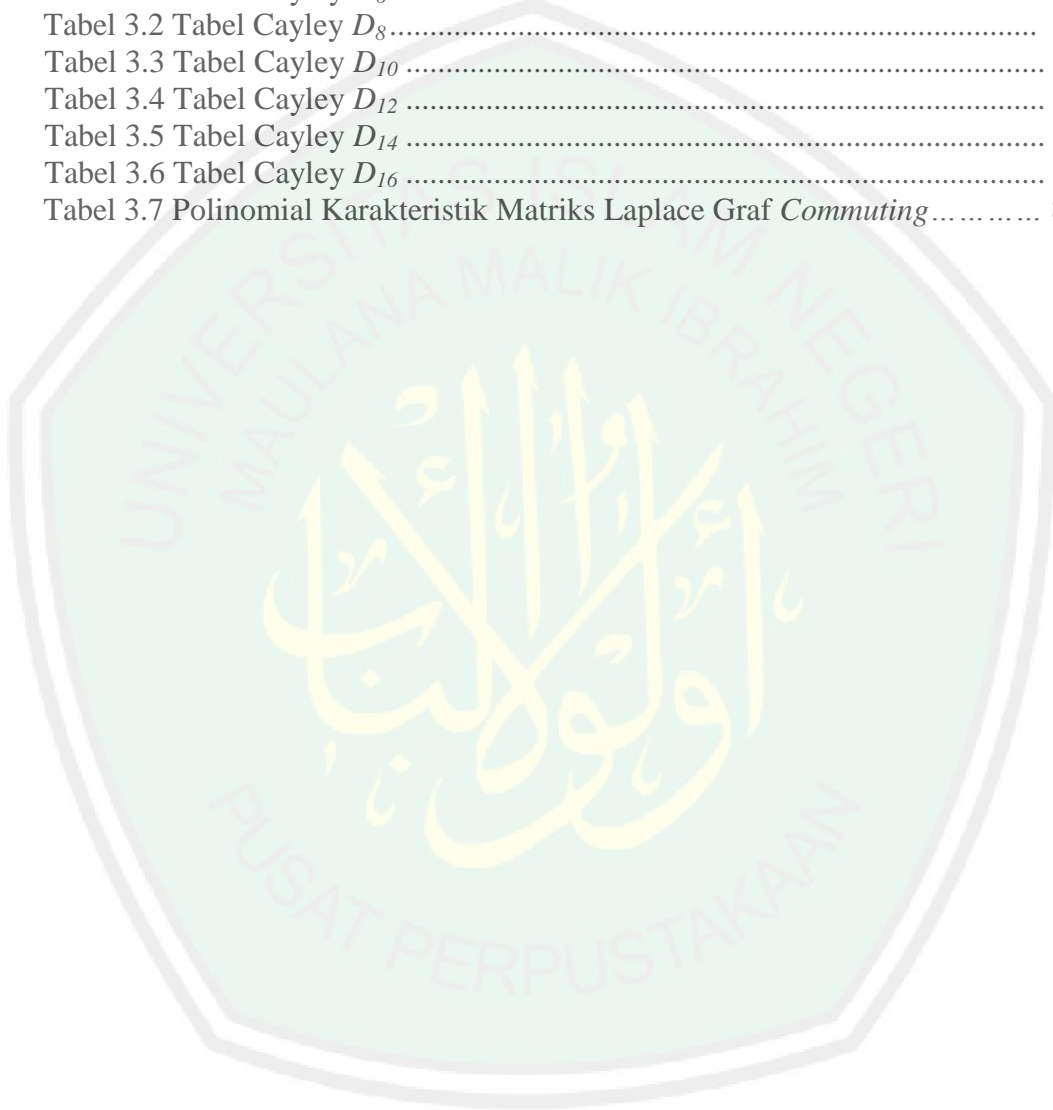 Tabel 3.2 Tabel Cayley D₈................................................................................
Tabel 3.3 Tabel Cayley D₁₀ ................................................................................
Tabel 3.4 Tabel Cayley D₁₂ ................................................................................
Tabel 3.5 Tabel Cayley D₁₄ ................................................................................
Tabel 3.6 Tabel Cayley D₁₆ ................................................................................
Tabel 3.7 Polinomial Karakteristik Matriks Laplace Graf Commuting…………
UNIVERSITAS ISLAM NEGERI
MAULANA MALIK IBRAHIM
أولوا الألباب
PUSAT PERPUSTAKAAN